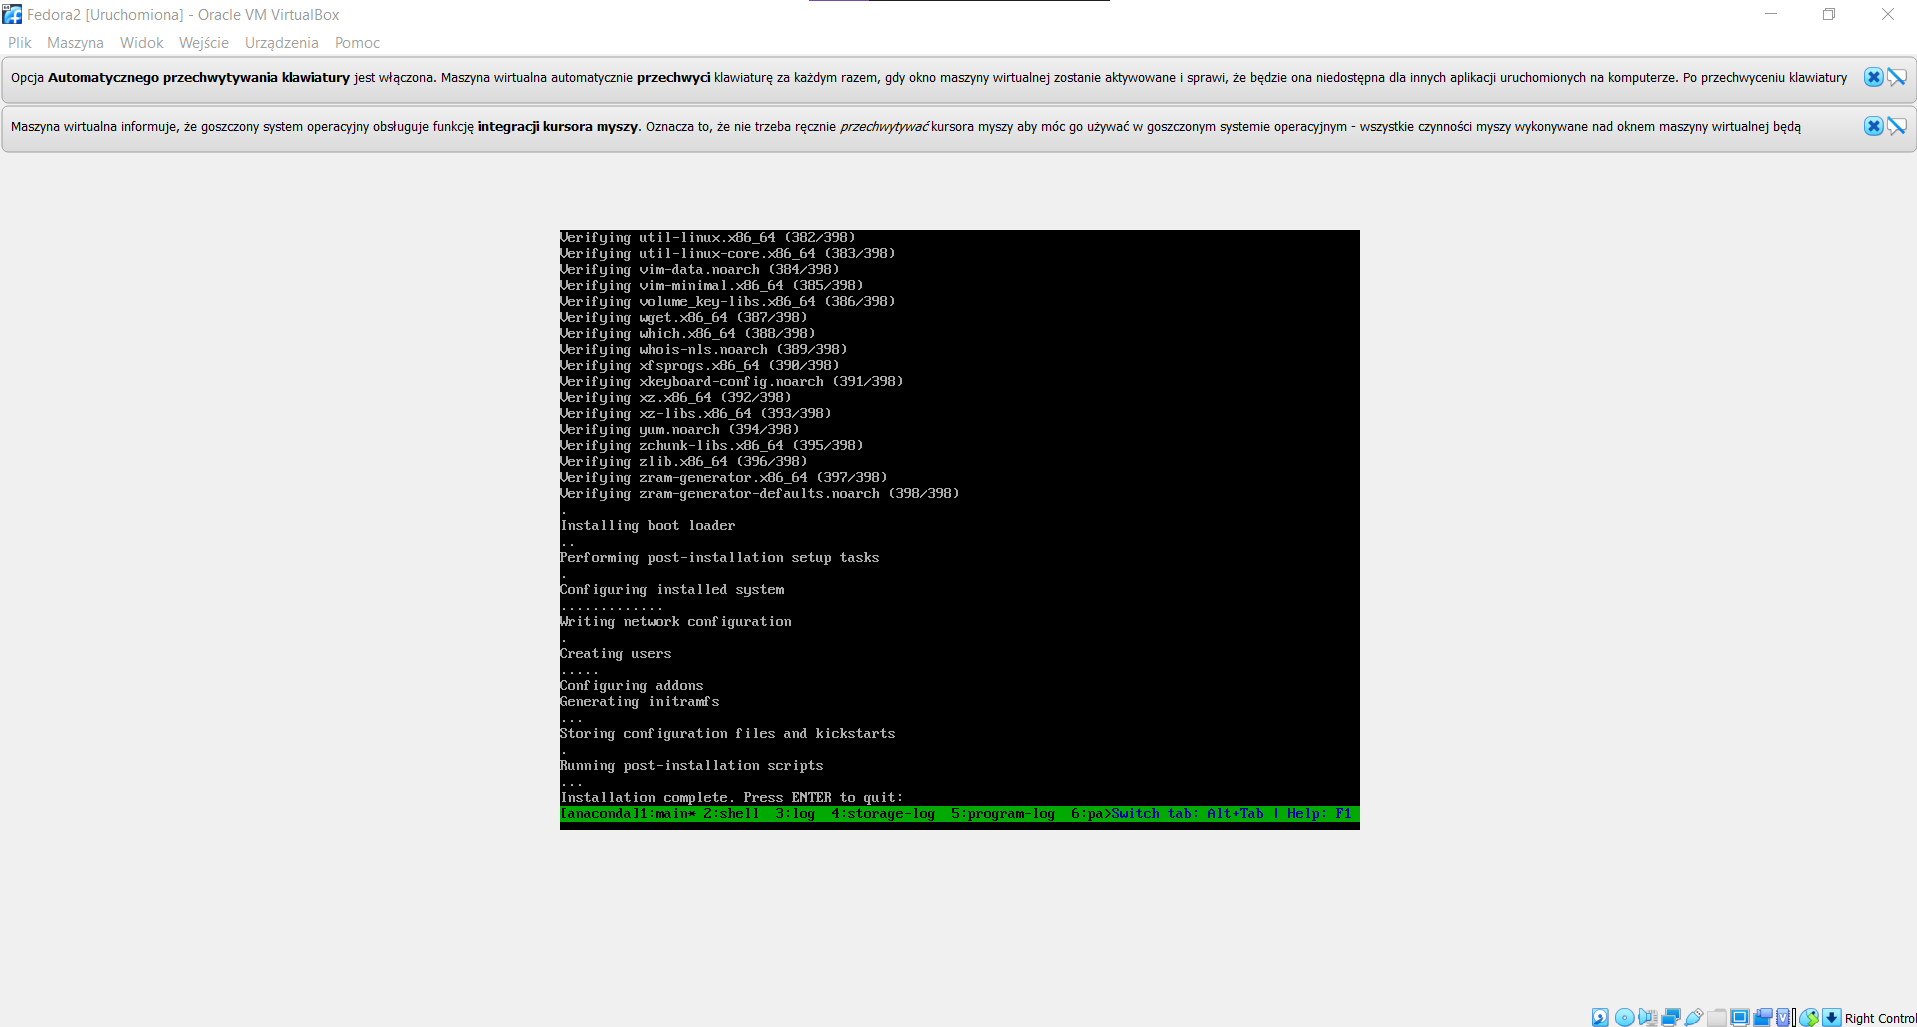 Fedora2 [Uruchomiona] - Oracle VM VirtualBox
Plik Maszyna Widok Wejście Urządzenia Pomoc
Opcja Automatycznego przechwytywania klawiatury jest włączona. Maszyna wirtualna automatycznie przechwyci klawiaturę za każdym razem, gdy okno maszyny wirtualnej zostanie aktywowane i sprawi, że będzie ona niedostępna dla innych aplikacji uruchomionych na komputerze. Po przechwyceniu klawiatury
Maszyna wirtualna informuje, że goszczony system operacyjny obsługuje funkcję integracji kursora myszy. Oznacza to, że nie trzeba ręcznie przechwytywać kursora myszy aby móc go używać w goszczonym systemie operacyjnym - wszystkie czynności myszy wykonywane nad oknem maszyny wirtualnej będą
Verifying util-linux.x86_64 (382/398)
Verifying util-linux-core.x86_64 (383/398)
Verifying vim-data.noarch (384/398)
Verifying vim-minimal.x86_64 (385/398)
Verifying volume_key-libs.x86_64 (386/398)
Verifying wget.x86_64 (387/398)
Verifying which.x86_64 (388/398)
Verifying whois-nls.noarch (389/398)
Verifying xfsprogs.x86_64 (390/398)
Verifying xkeyboard-config.noarch (391/398)
Verifying xz.x86_64 (392/398)
Verifying xz-libs.x86_64 (393/398)
Verifying yum.noarch (394/398)
Verifying zchunk-libs.x86_64 (395/398)
Verifying zlib.x86_64 (396/398)
Verifying zram-generator.x86_64 (397/398)
Verifying zram-generator-defaults.noarch (398/398)
.
Installing boot loader
..
Performing post-installation setup tasks
.
Configuring installed system
.............
Writing network configuration
.
Creating users
.....
Configuring addons
Generating initramfs
...
Storing configuration files and kickstarts
.
Running post-installation scripts
...
Installation complete. Press ENTER to quit:
[anaconda]1:main* 2:shell  3:log  4:storage-log  5:program-log  6:pa>Switch tab: Alt+Tab | Help: F1
Right Control